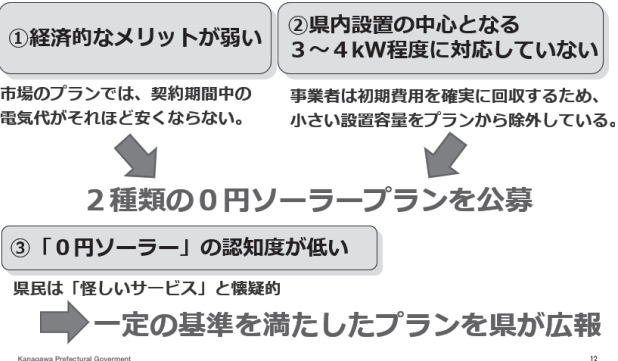 ①経済的なメリットが弱い
②県内設置の中心となる
３～４kW程度に対応していない
市場のプランでは、契約期間中の
電気代がそれほど安くならない。
事業者は初期費用を確実に回収するため、
小さい設置容量をプランから除外している。
２種類の０円ソーラープランを公募
③「０円ソーラー」の認知度が低い
県民は「怪しいサービス」と懐疑的
一定の基準を満たしたプランを県が広報
Kanagawa Prefectural Goverment
12